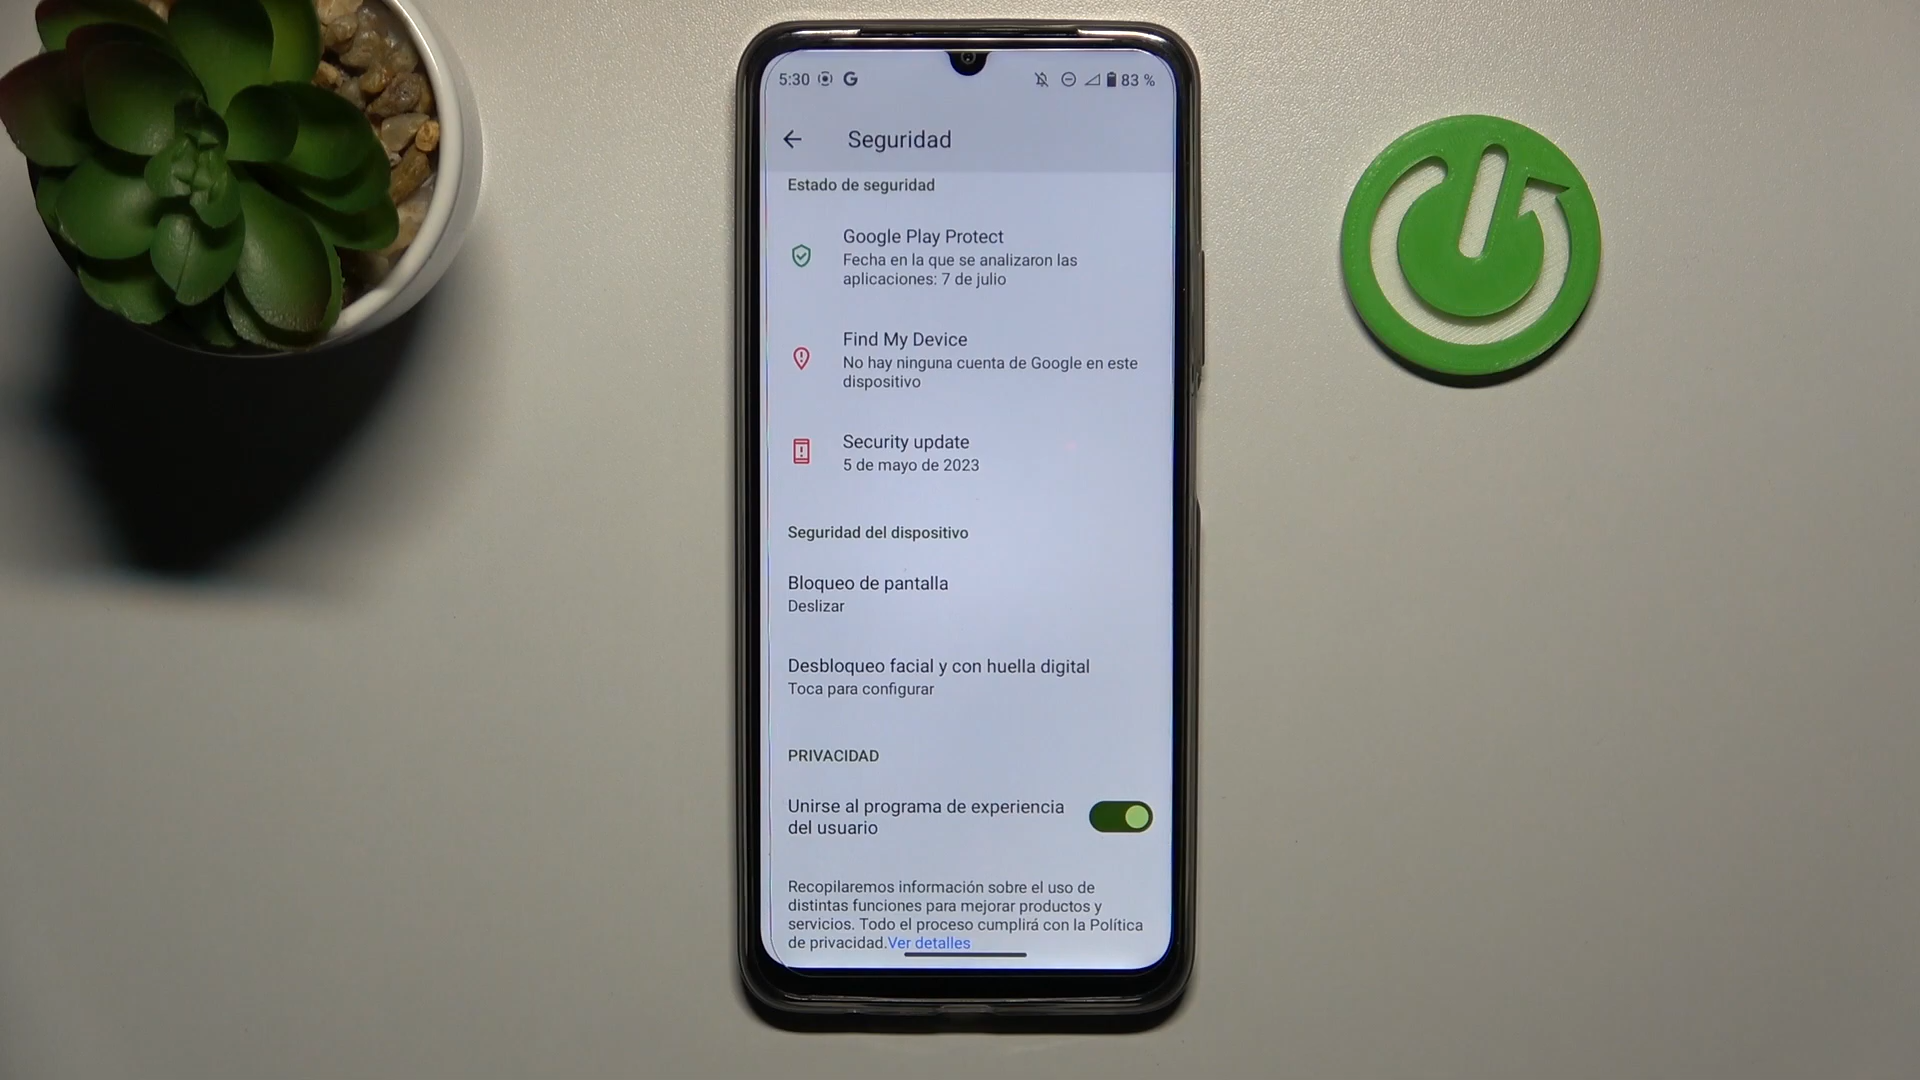 5:30 G 83 %
Seguridad
Estado de seguridad
Google Play Protect
Fecha en la que se analizaron las
aplicaciones: 7 de julio
Find My Device
No hay ninguna cuenta de Google en este
dispositivo
Security update
5 de mayo de 2023
Seguridad del dispositivo
Bloqueo de pantalla
Deslizar
Desbloqueo facial y con huella digital
Toca para configurar
PRIVACIDAD
Unirse al programa de experiencia
del usuario
Recopilaremos información sobre el uso de
distintas funciones para mejorar productos y
servicios. Todo el proceso cumplirá con la Política
de privacidad.Ver detalles